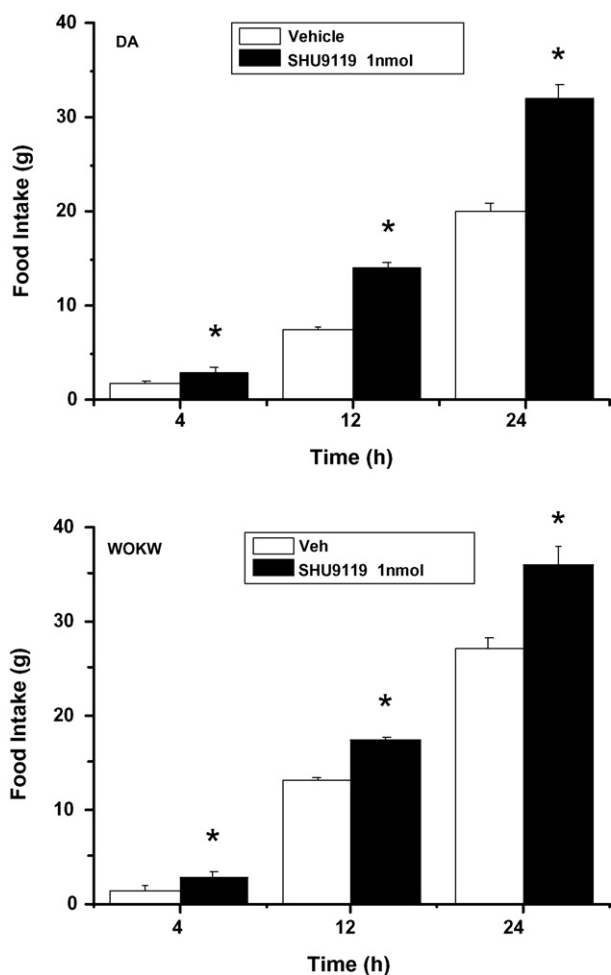 DA
Vehicle
SHU9119 1nmol
40
30
20
10
0
Food Intake (g)
*
*
*
4
12
24
Time (h)
WOKW
Veh
SHU9119 1nmol
40
30
20
10
0
Food Intake (g)
*
*
*
4
12
24
Time (h)